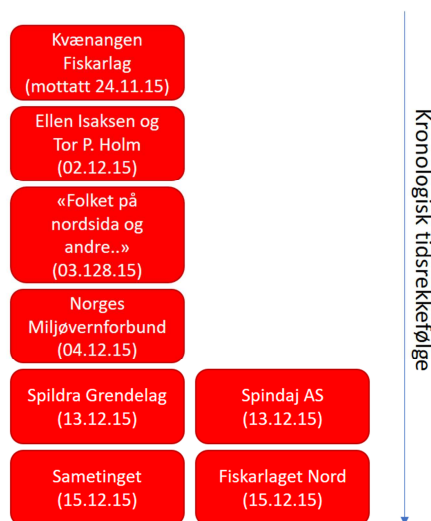 Kvænangen
Fiskarlag
(mottatt 24.11.15)
Ellen Isaksen og
Tor P. Holm
(02.12.15)
«Folket på
nordsida og
andre..»
(03.128.15)
Norges
Miljøvernforbund
(04.12.15)
Spildra Grendelag
(13.12.15)
Spindaj AS
(13.12.15)
Sametinget
(15.12.15)
Fiskarlaget Nord
(15.12.15)
Kronologisk tidsrekkefølge